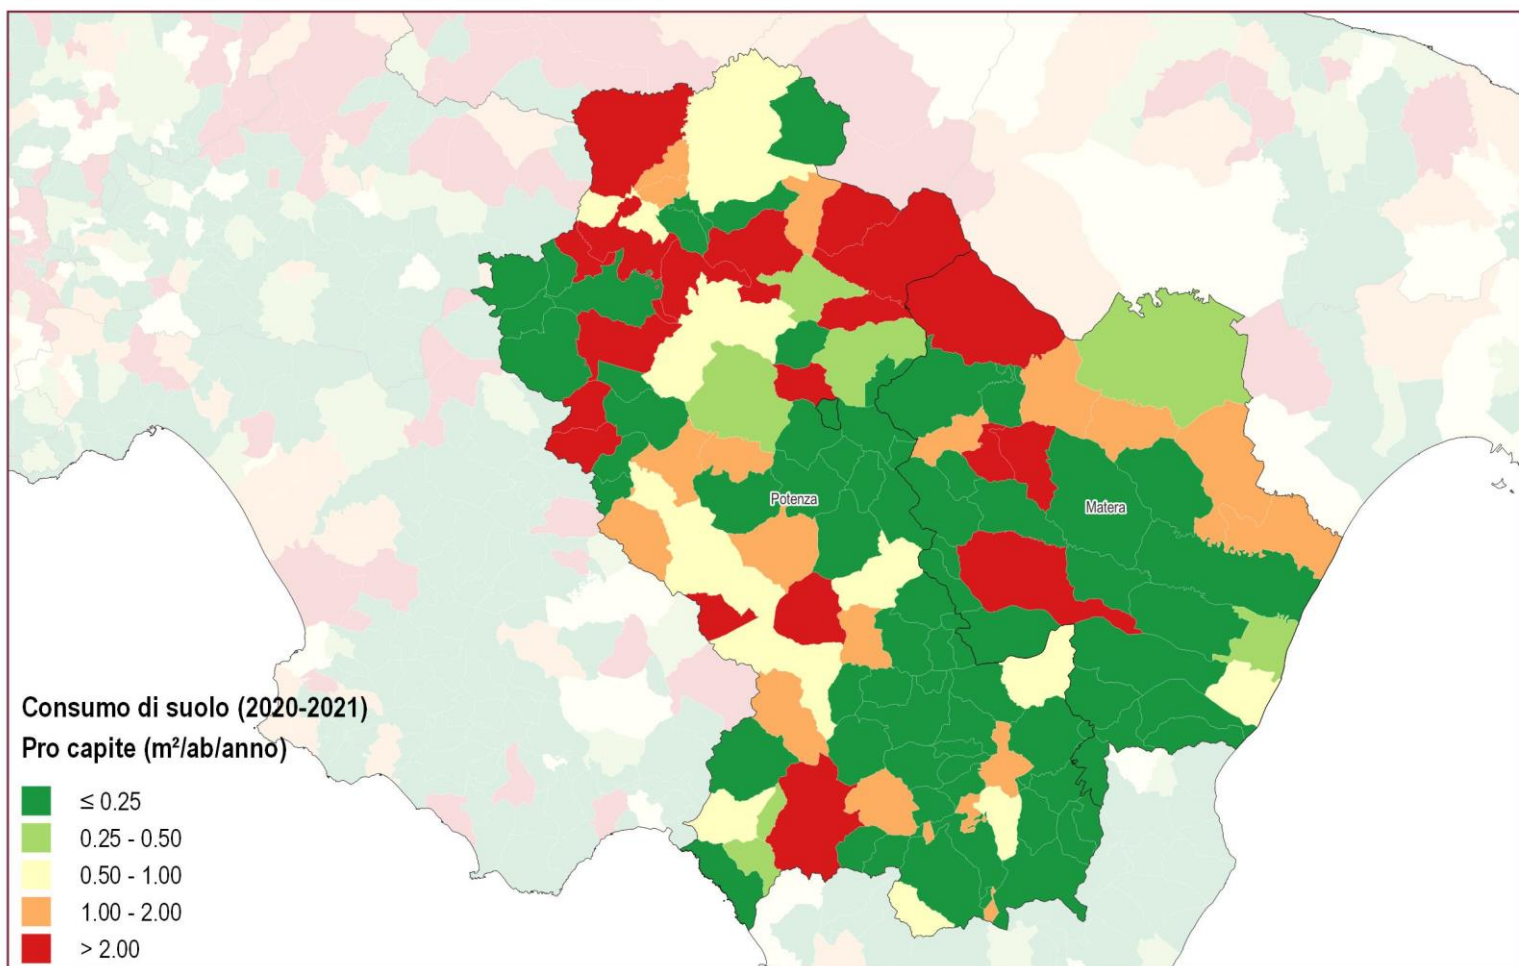 Potenza
Matera
Consumo di suolo (2020-2021)
Pro capite (m²/ab/anno)
≤ 0.25
0.25 - 0.50
0.50 - 1.00
1.00 - 2.00
> 2.00